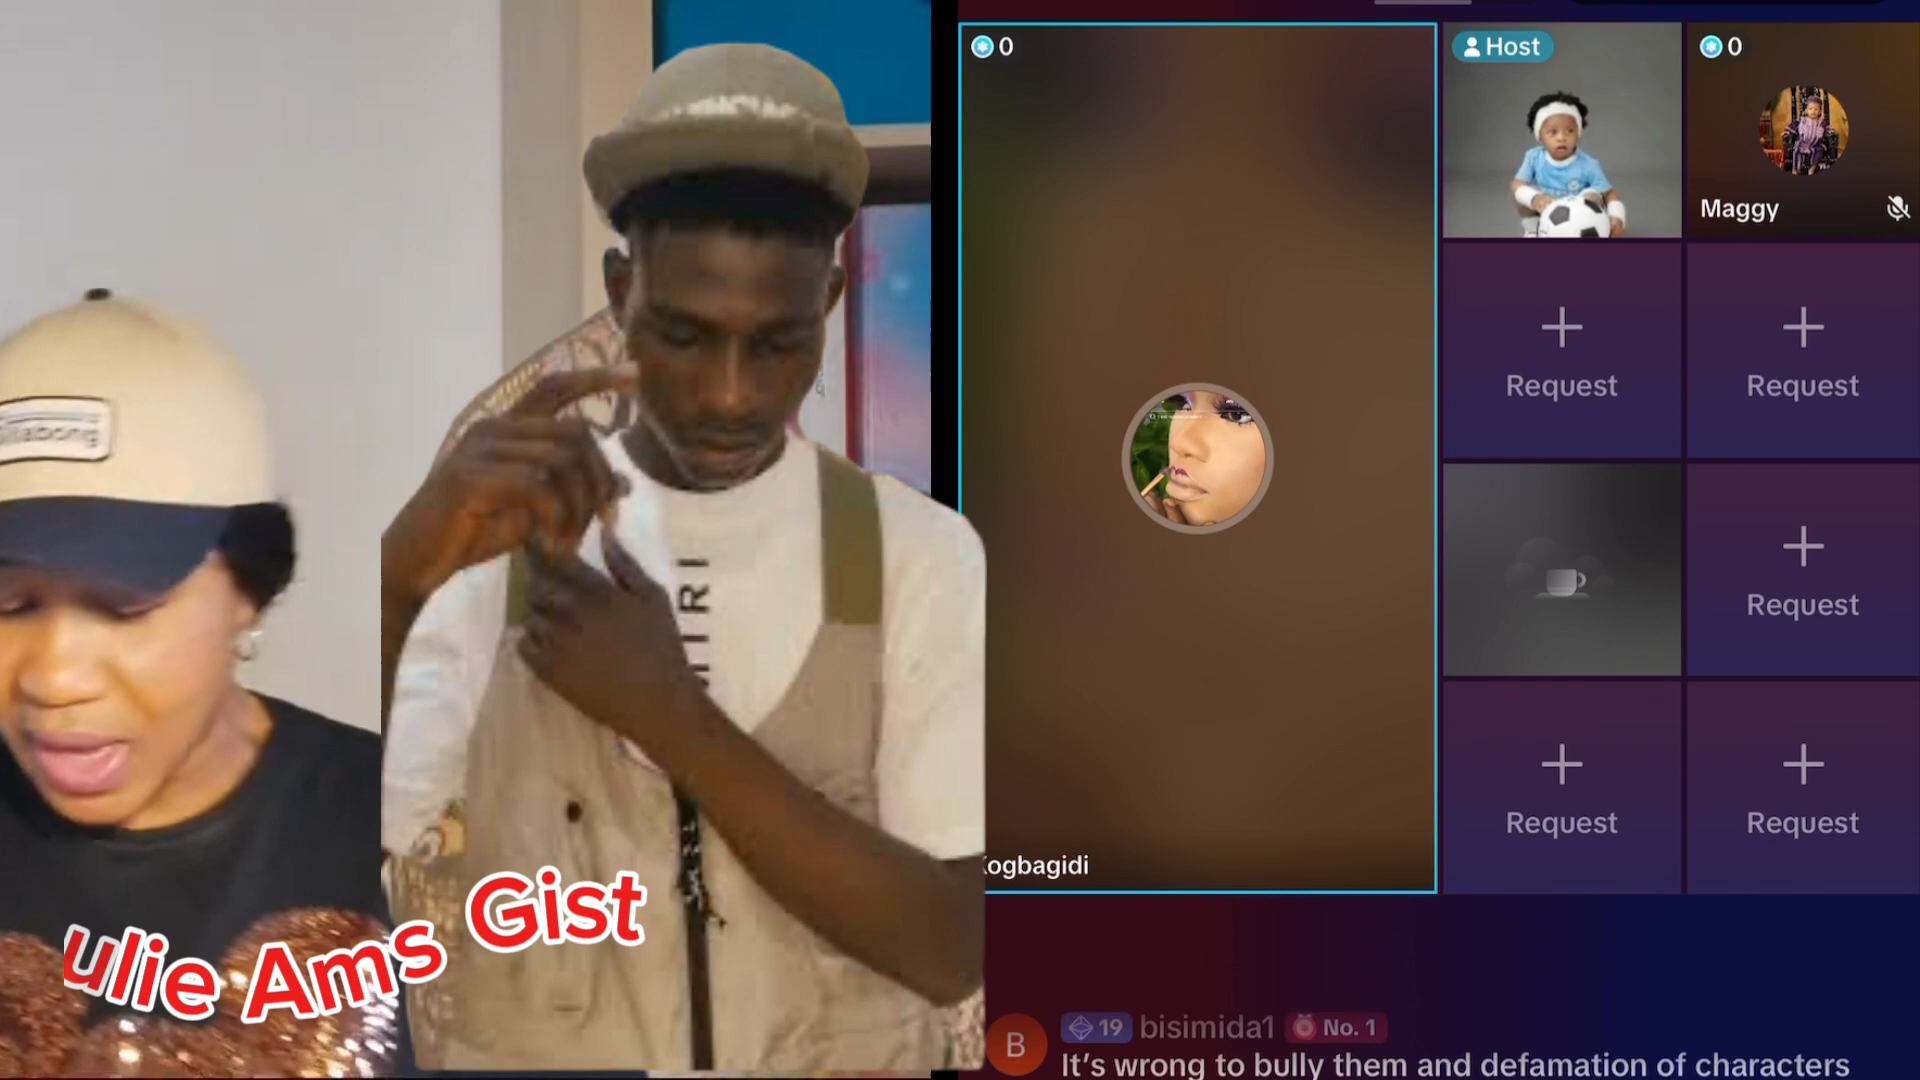 0
Host
0
Maggy
Request
Request
Request
Request
Request
ogbagidi
ulie Ams Gist
B
19 bisimida1 No. 1
It’s wrong to bully them and defamation of characters